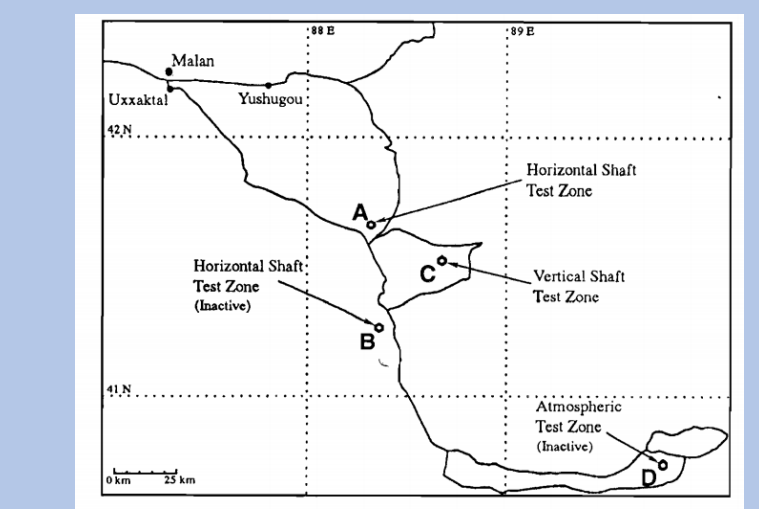 88 E
89 E
Malan
Uxxaktal
Yushugou
42 N
Horizontal Shaft
Test Zone
A
Horizontal Shaft
Test Zone
(Inactive)
C
Vertical Shaft
Test Zone
B
41 N
Atmospheric
Test Zone
(Inactive)
D
0 km
25 km